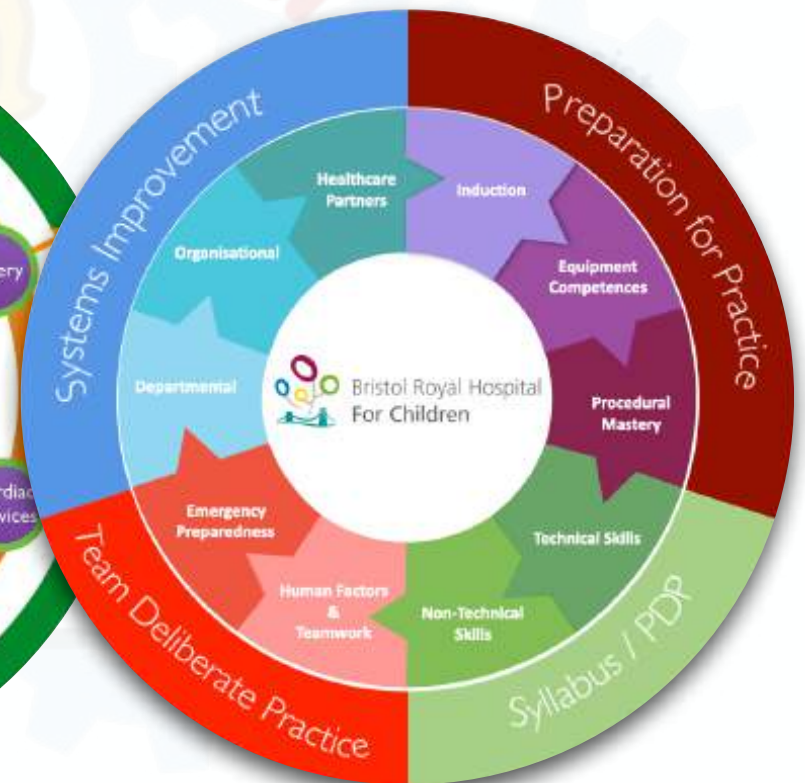 Systems Improvement
Preparation for Practice
Syllabus / PDP
Team Deliberate Practice
Healthcare
Partners
Induction
Equipment
Competences
Procedural
Mastery
Technical Skills
Non-Technical
Skills
Human Factors
&
Teamwork
Emergency
Preparedness
Departmental
Organisational
Bristol Royal Hospital
For Children